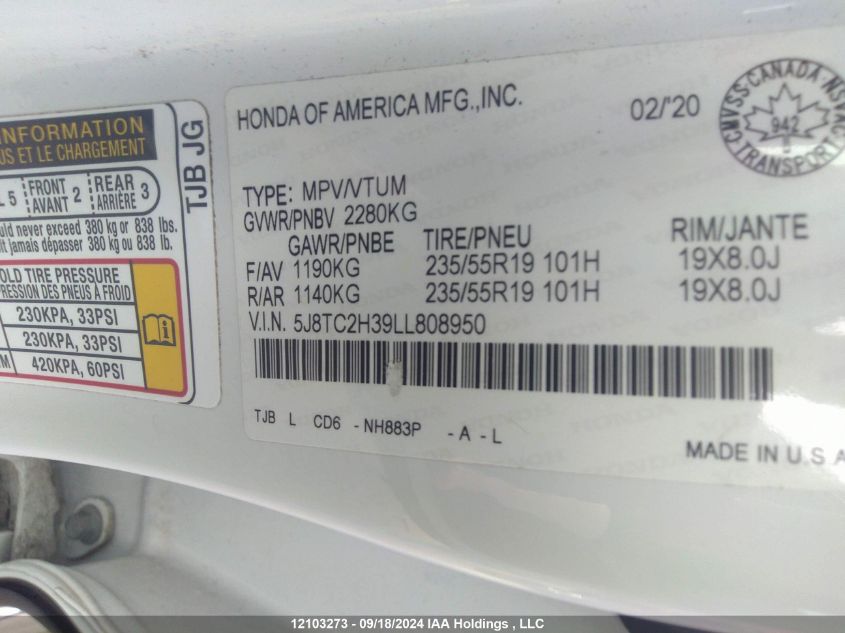 INFORMATION
US ET LE CHARGEMENT
L 5 FRONT AVANT 2 REAR ARRIÈRE 3
uld never exceed 380 kg or 838 lbs.
it jamais dépasser 380 kg ou 838 lb.
OLD TIRE PRESSURE
PRESSION DES PNEUS À FROID
230KPA, 33PSI
230KPA, 33PSI
M 420KPA, 60PSI
TJB JG
HONDA OF AMERICA MFG.,INC. 02/'20
CMVSS·CANADA·NSVAC
942
TRANSPORT
TYPE: MPV/VTUM
GVWR/PNBV 2280KG
GAWR/PNBE TIRE/PNEU RIM/JANTE
F/AV 1190KG 235/55R19 101H 19X8.0J
R/AR 1140KG 235/55R19 101H 19X8.0J
V.I.N. 5J8TC2H39LL808950
TJB L CD6 - NH883P - A - L
MADE IN U.S.A
12103273 - 09/18/2024 IAA Holdings , LLC